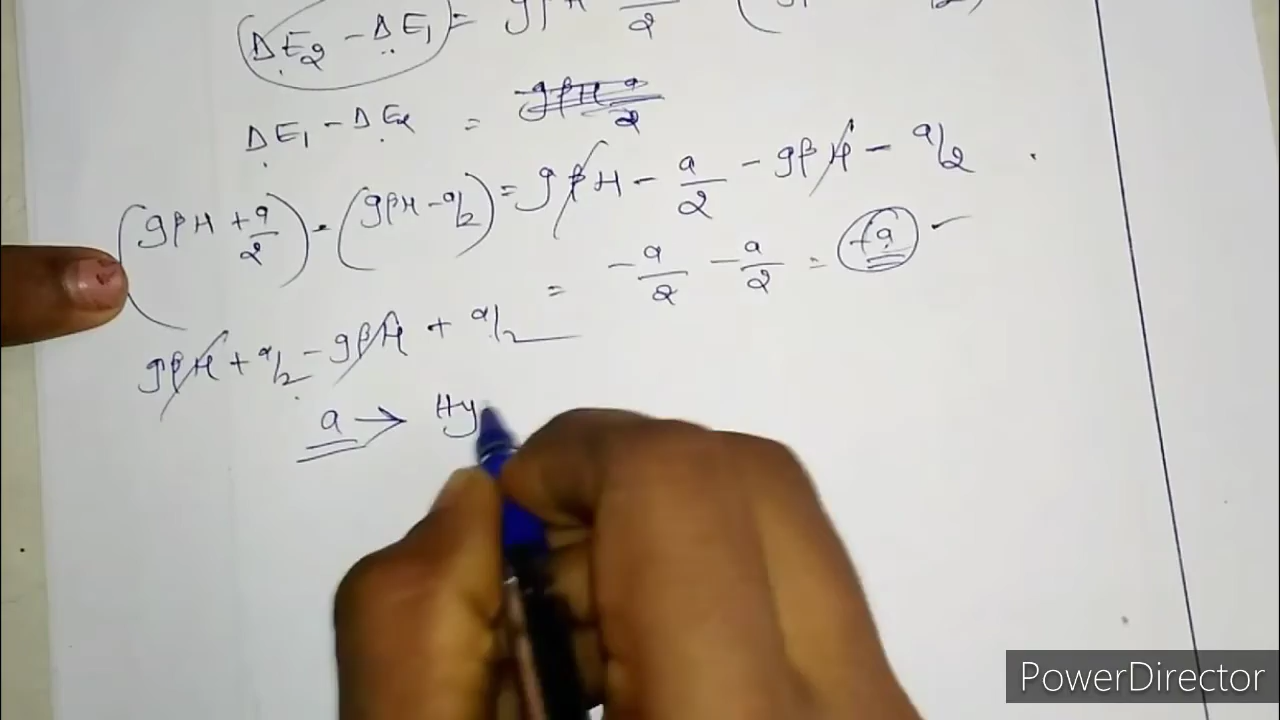 (ΔE2 - ΔE1) = gβH a/2 (
ΔE1 - ΔE2 = gβH a/2
(gβH + a/2) - (gβH - a/2) = gβH - a/2 - gβH - a/2
= -a/2 - a/2 = -a
gβH + a/2 - gβH + a/2
a → Hy
PowerDirector